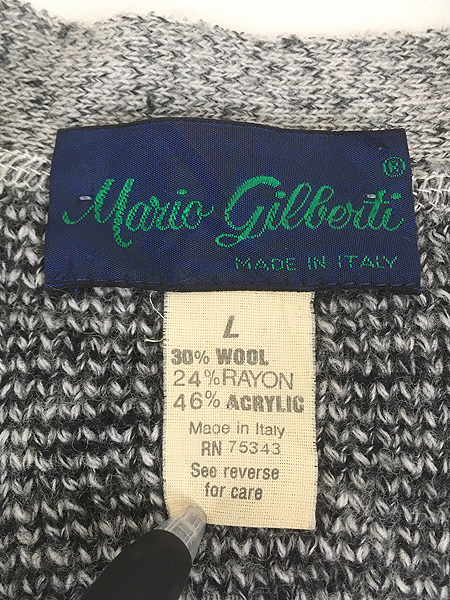 Mario Gilberti ®
MADE IN ITALY
L
30% WOOL
24% RAYON
46% ACRYLIC
Made in Italy
RN 75343
See reverse
for care